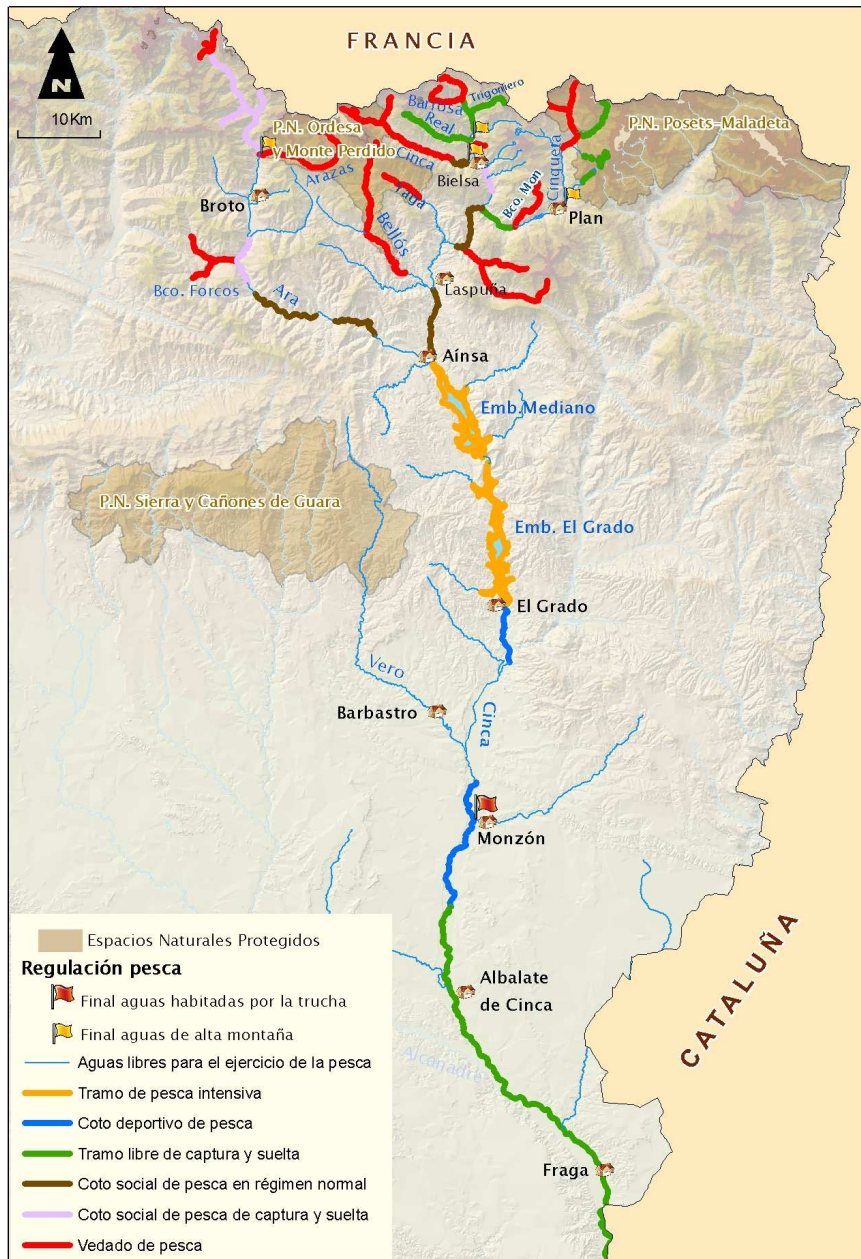 FRANCIA
N
10Km
Trigoniero
Barrosa
Real
P.N. Ordesa
y Monte Perdido
P.N. Posets-Maladeta
Cinca
Bielsa
Arazas
Broto
Yaga
Bco. Mon
Cinqueta
Plan
Bellós
Laspuña
Bco. Forcos
Ara
Aínsa
Emb.Mediano
P.N. Sierra y Cañones de Guara
Emb. El Grado
El Grado
Vero
Cinca
Barbastro
Monzón
Albalate
de Cinca
Alcanadre
Fraga
CATALUÑA
Espacios Naturales Protegidos
Regulación pesca
Final aguas habitadas por la trucha
Final aguas de alta montaña
Aguas libres para el ejercicio de la pesca
Tramo de pesca intensiva
Coto deportivo de pesca
Tramo libre de captura y suelta
Coto social de pesca en régimen normal
Coto social de pesca de captura y suelta
Vedado de pesca